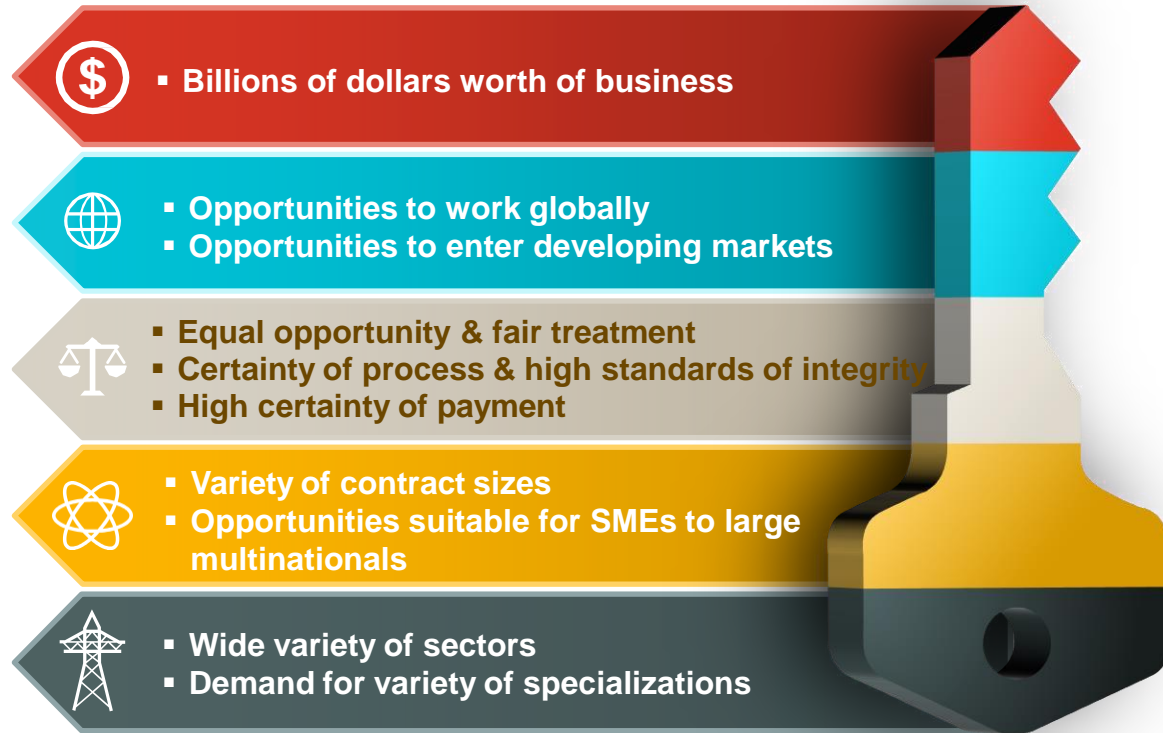 $
▪ Billions of dollars worth of business
▪ Opportunities to work globally
▪ Opportunities to enter developing markets
▪ Equal opportunity & fair treatment
▪ Certainty of process & high standards of integrity
▪ High certainty of payment
▪ Variety of contract sizes
▪ Opportunities suitable for SMEs to large
multinationals
▪ Wide variety of sectors
▪ Demand for variety of specializations